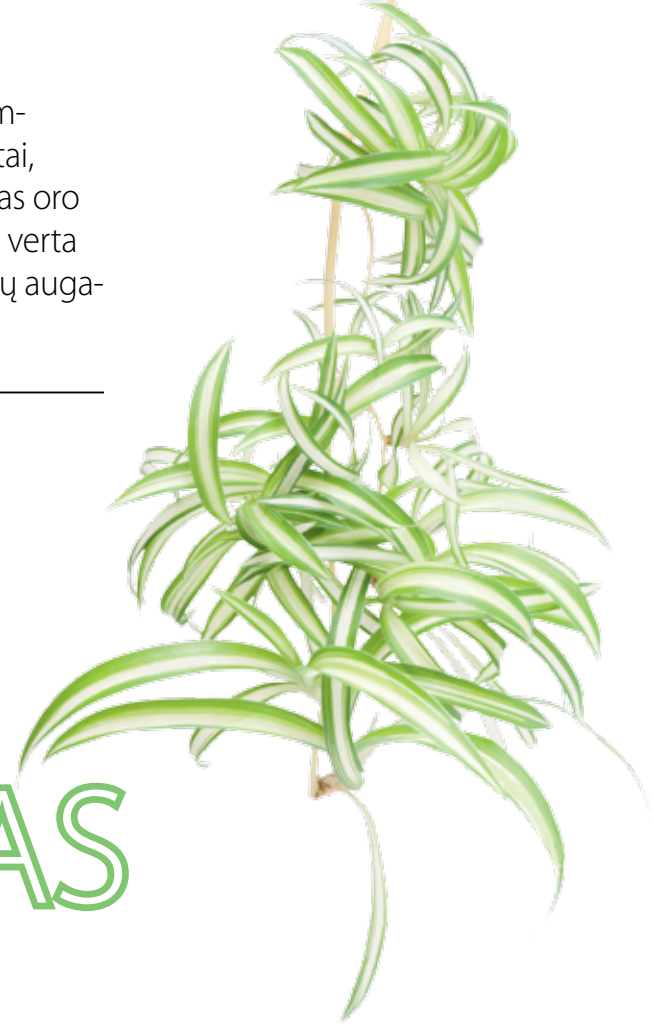 m-
tai,
as oro
verta
ų auga-
AS